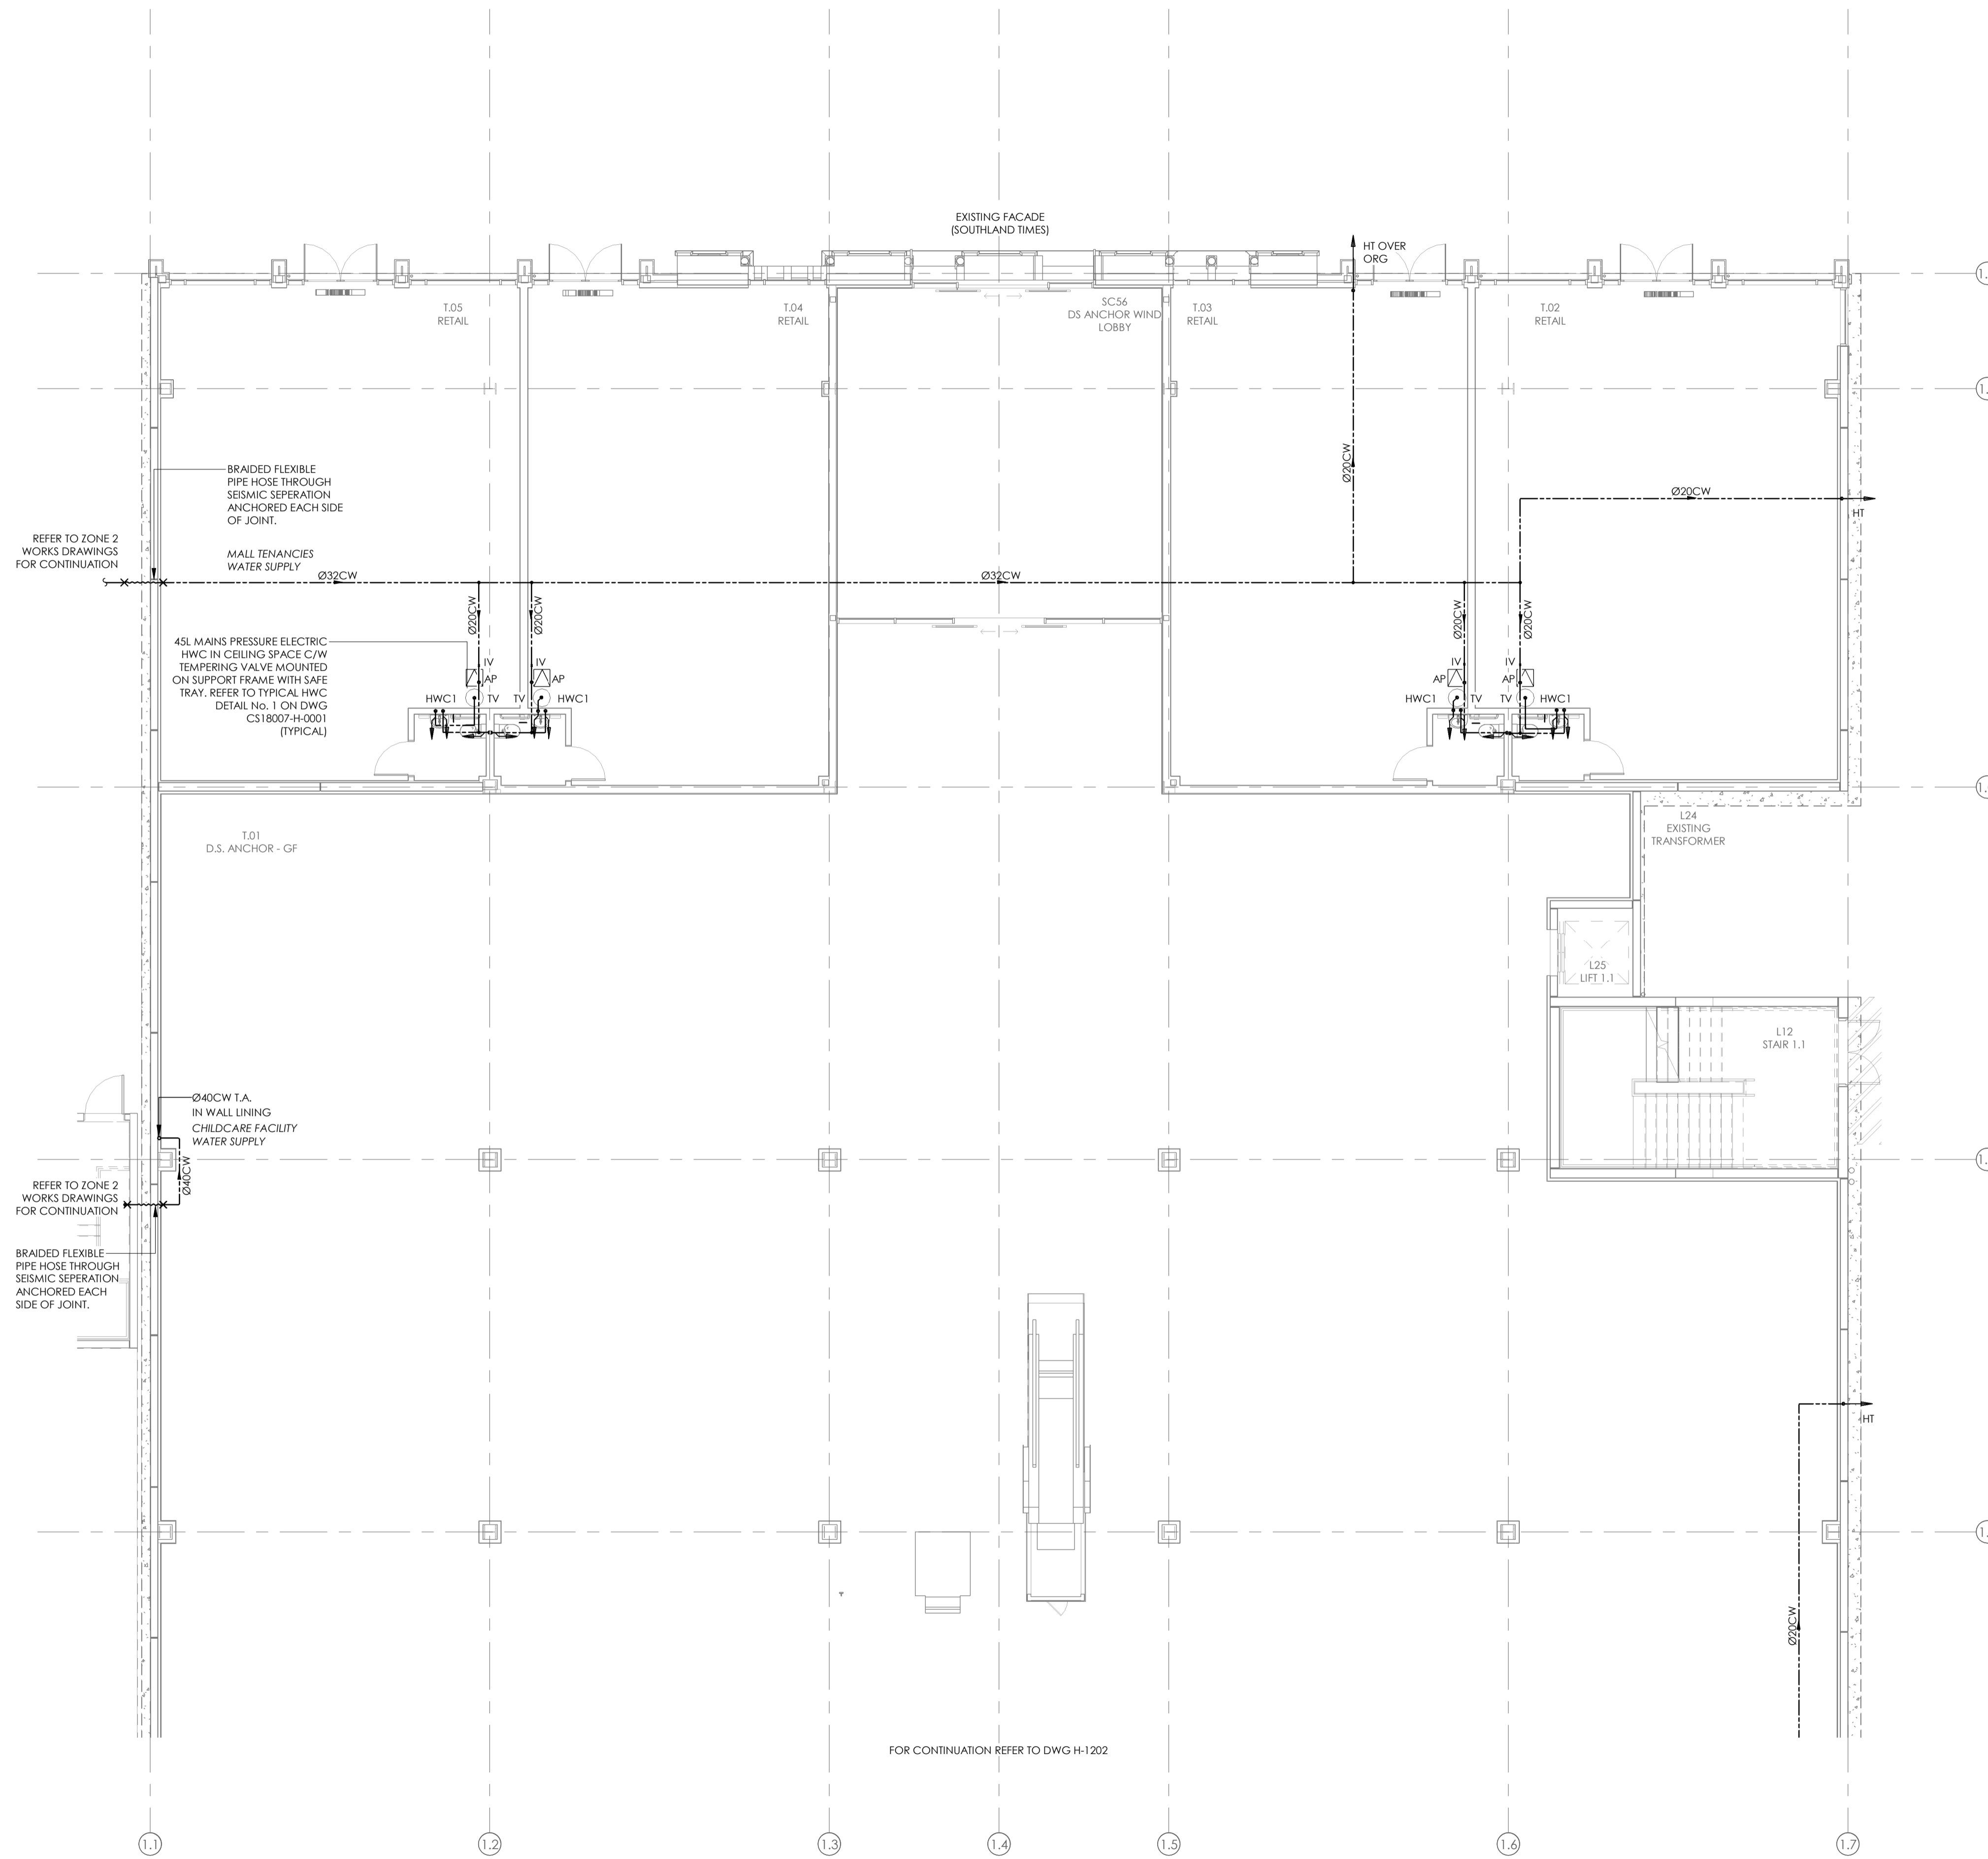 EXISTING FACADE
(SOUTHLAND TIMES)
HT OVER
ORG
T.05
RETAIL
T.04
RETAIL
SC56
DS ANCHOR WIND
LOBBY
T.03
RETAIL
T.02
RETAIL
BRAIDED FLEXIBLE
PIPE HOSE THROUGH
SEISMIC SEPERATION
ANCHORED EACH SIDE
OF JOINT.
Ø20CW
Ø20CW
HT
REFER TO ZONE 2
WORKS DRAWINGS
FOR CONTINUATION
MALL TENANCIES
WATER SUPPLY
Ø32CW
Ø32CW
Ø20CW
Ø20CW
Ø20CW
Ø20CW
45L MAINS PRESSURE ELECTRIC
HWC IN CEILING SPACE C/W
TEMPERING VALVE MOUNTED
ON SUPPORT FRAME WITH SAFE
TRAY. REFER TO TYPICAL HWC
DETAIL No. 1 ON DWG
CS18007-H-0001
(TYPICAL)
IV
AP
IV
AP
HWC1
TV
TV
HWC1
IV
AP
IV
AP
HWC1
TV
TV
HWC1
T.01
D.S. ANCHOR - GF
L24
EXISTING
TRANSFORMER
L25
LIFT 1.1
L12
STAIR 1.1
Ø40CW T.A.
IN WALL LINING
CHILDCARE FACILITY
WATER SUPPLY
Ø40CW
REFER TO ZONE 2
WORKS DRAWINGS
FOR CONTINUATION
BRAIDED FLEXIBLE
PIPE HOSE THROUGH
SEISMIC SEPERATION
ANCHORED EACH
SIDE OF JOINT.
HT
Ø20CW
FOR CONTINUATION REFER TO DWG H-1202
1.1
1.2
1.3
1.4
1.5
1.6
1.7